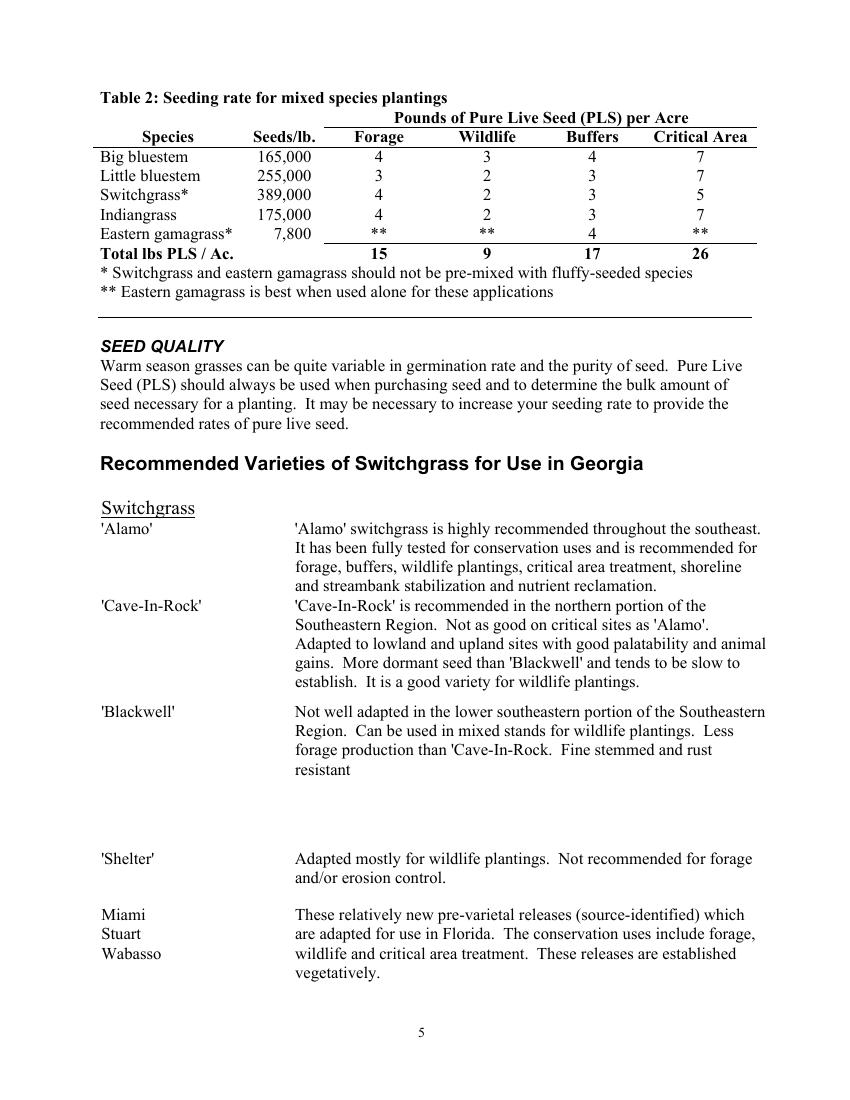 Table 2: Seeding rate for mixed species plantings
Pounds of Pure Live Seed (PLS) per Acre
Species Seeds/lb. Forage Wildlife Buffers Critical Area
Big bluestem 165,000 4 3 4 7
Little bluestem 255,000 3 2 3 7
Switchgrass* 389,000 4 2 3 5
Indiangrass 175,000 4 2 3 7
Eastern gamagrass* 7,800 ** ** 4 **
Total lbs PLS / Ac. 15 9 17 26
* Switchgrass and eastern gamagrass should not be pre-mixed with fluffy-seeded species
** Eastern gamagrass is best when used alone for these applications
SEED QUALITY
Warm season grasses can be quite variable in germination rate and the purity of seed. Pure Live
Seed (PLS) should always be used when purchasing seed and to determine the bulk amount of
seed necessary for a planting. It may be necessary to increase your seeding rate to provide the
recommended rates of pure live seed.
Recommended Varieties of Switchgrass for Use in Georgia
Switchgrass
'Alamo' 'Alamo' switchgrass is highly recommended throughout the southeast.
It has been fully tested for conservation uses and is recommended for
forage, buffers, wildlife plantings, critical area treatment, shoreline
and streambank stabilization and nutrient reclamation.
'Cave-In-Rock' 'Cave-In-Rock' is recommended in the northern portion of the
Southeastern Region. Not as good on critical sites as 'Alamo'.
Adapted to lowland and upland sites with good palatability and animal
gains. More dormant seed than 'Blackwell' and tends to be slow to
establish. It is a good variety for wildlife plantings.
'Blackwell' Not well adapted in the lower southeastern portion of the Southeastern
Region. Can be used in mixed stands for wildlife plantings. Less
forage production than 'Cave-In-Rock. Fine stemmed and rust
resistant
'Shelter' Adapted mostly for wildlife plantings. Not recommended for forage
and/or erosion control.
Miami These relatively new pre-varietal releases (source-identified) which
Stuart are adapted for use in Florida. The conservation uses include forage,
Wabasso wildlife and critical area treatment. These releases are established
vegetatively.
5